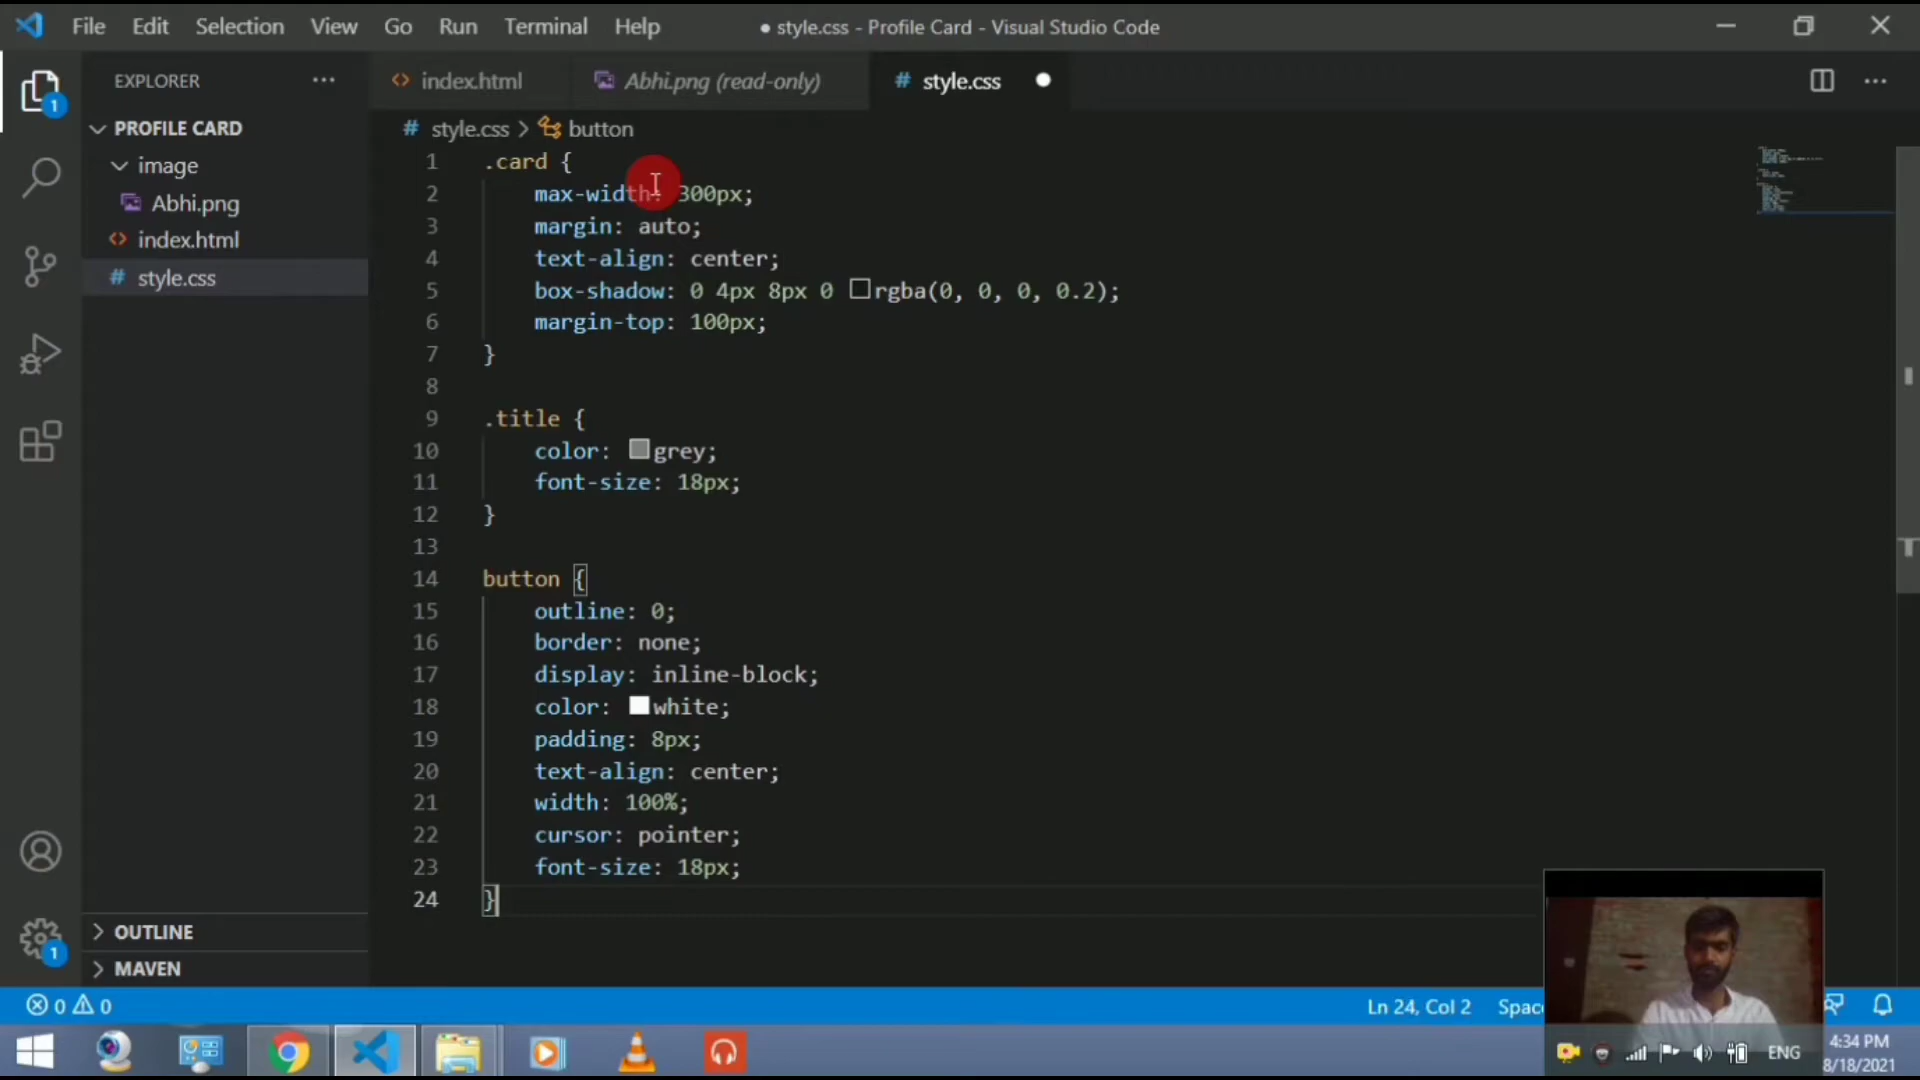 File Edit Selection View Go Run Terminal Help ● style.css - Profile Card - Visual Studio Code
EXPLORER ···
index.html
Abhi.png (read-only)
# style.css ●
PROFILE CARD
image
Abhi.png
index.html
# style.css
OUTLINE
MAVEN
# style.css > button
1 .card {
2 max-width: 300px;
3 margin: auto;
4 text-align: center;
5 box-shadow: 0 4px 8px 0 rgba(0, 0, 0, 0.2);
6 margin-top: 100px;
7 }
8
9 .title {
10 color: grey;
11 font-size: 18px;
12 }
13
14 button {
15 outline: 0;
16 border: none;
17 display: inline-block;
18 color: white;
19 padding: 8px;
20 text-align: center;
21 width: 100%;
22 cursor: pointer;
23 font-size: 18px;
24 }
1
1
0 0
Ln 24, Col 2
ENG
4:34 PM
8/18/2021